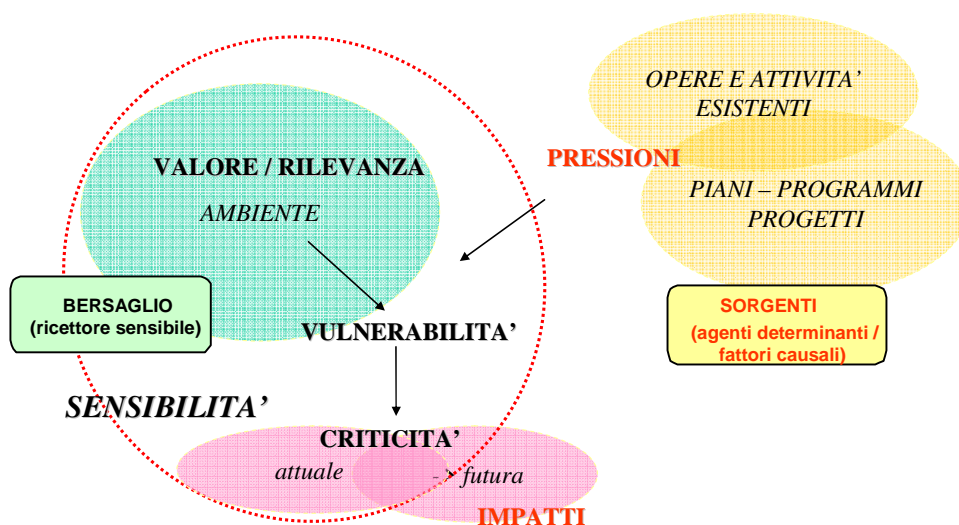 OPERE E ATTIVITA’
ESISTENTI
VALORE / RILEVANZA
PRESSIONI
AMBIENTE
PIANI – PROGRAMMI
PROGETTI
BERSAGLIO
(ricettore sensibile)
SORGENTI
(agenti determinanti /
fattori causali)
VULNERABILITA’
SENSIBILITA’
CRITICITA’
attuale
futura
IMPATTI